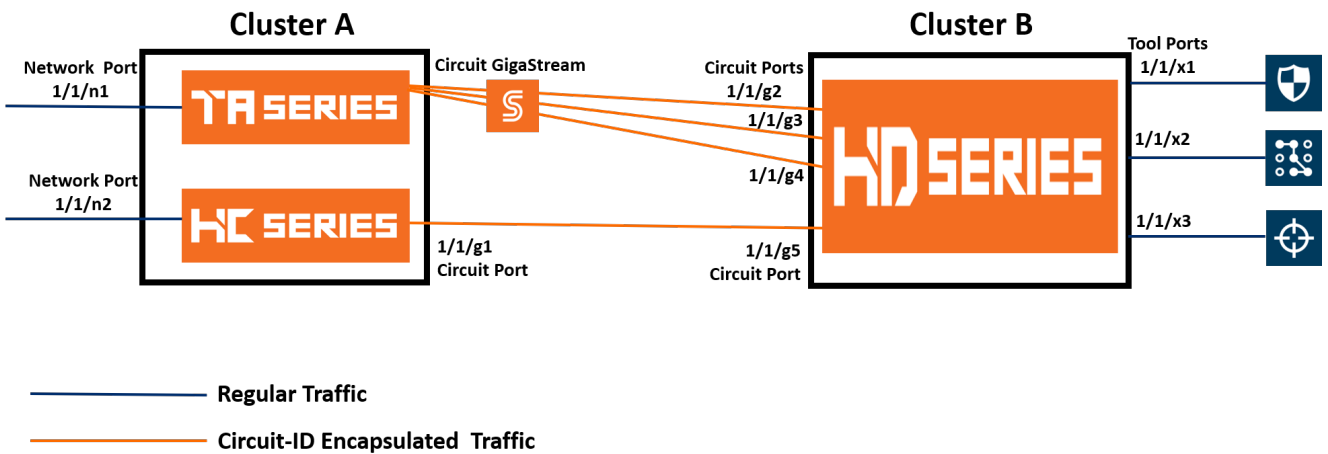 Cluster A
Cluster B
Network Port
1/1/n1
TA SERIES
Circuit GigaStream
S
Circuit Ports
1/1/g2
1/1/g3
1/1/g4
HD SERIES
Tool Ports
1/1/x1
1/1/x2
1/1/x3
Network Port
1/1/n2
HC SERIES
1/1/g1
Circuit Port
1/1/g5
Circuit Port
Regular Traffic
Circuit-ID Encapsulated Traffic